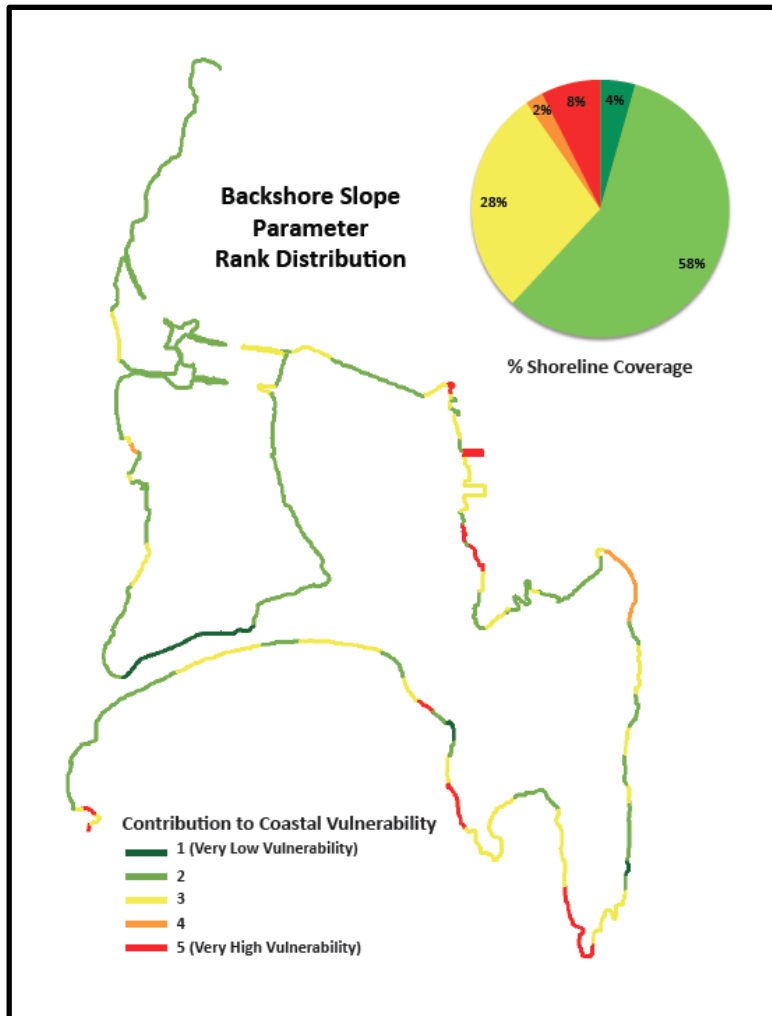 Backshore Slope
Parameter
Rank Distribution
8%
4%
2%
28%
58%
% Shoreline Coverage
Contribution to Coastal Vulnerability
1 (Very Low Vulnerability)
2
3
4
5 (Very High Vulnerability)